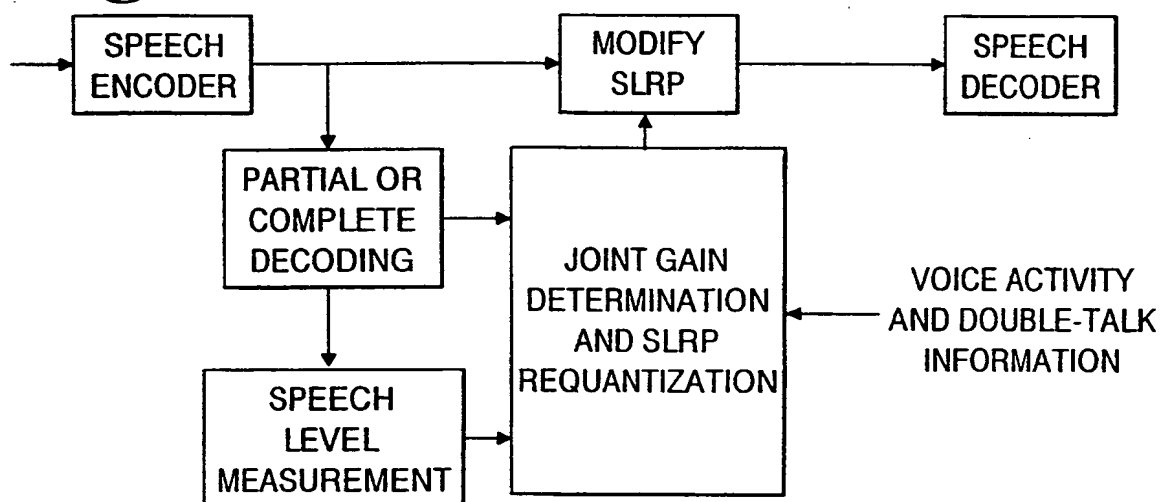 SPEECH
ENCODER
MODIFY
SLRP
SPEECH
DECODER
PARTIAL OR
COMPLETE
DECODING
JOINT GAIN
DETERMINATION
AND SLRP
REQUANTIZATION
VOICE ACTIVITY
AND DOUBLE-TALK
INFORMATION
SPEECH
LEVEL
MEASUREMENT